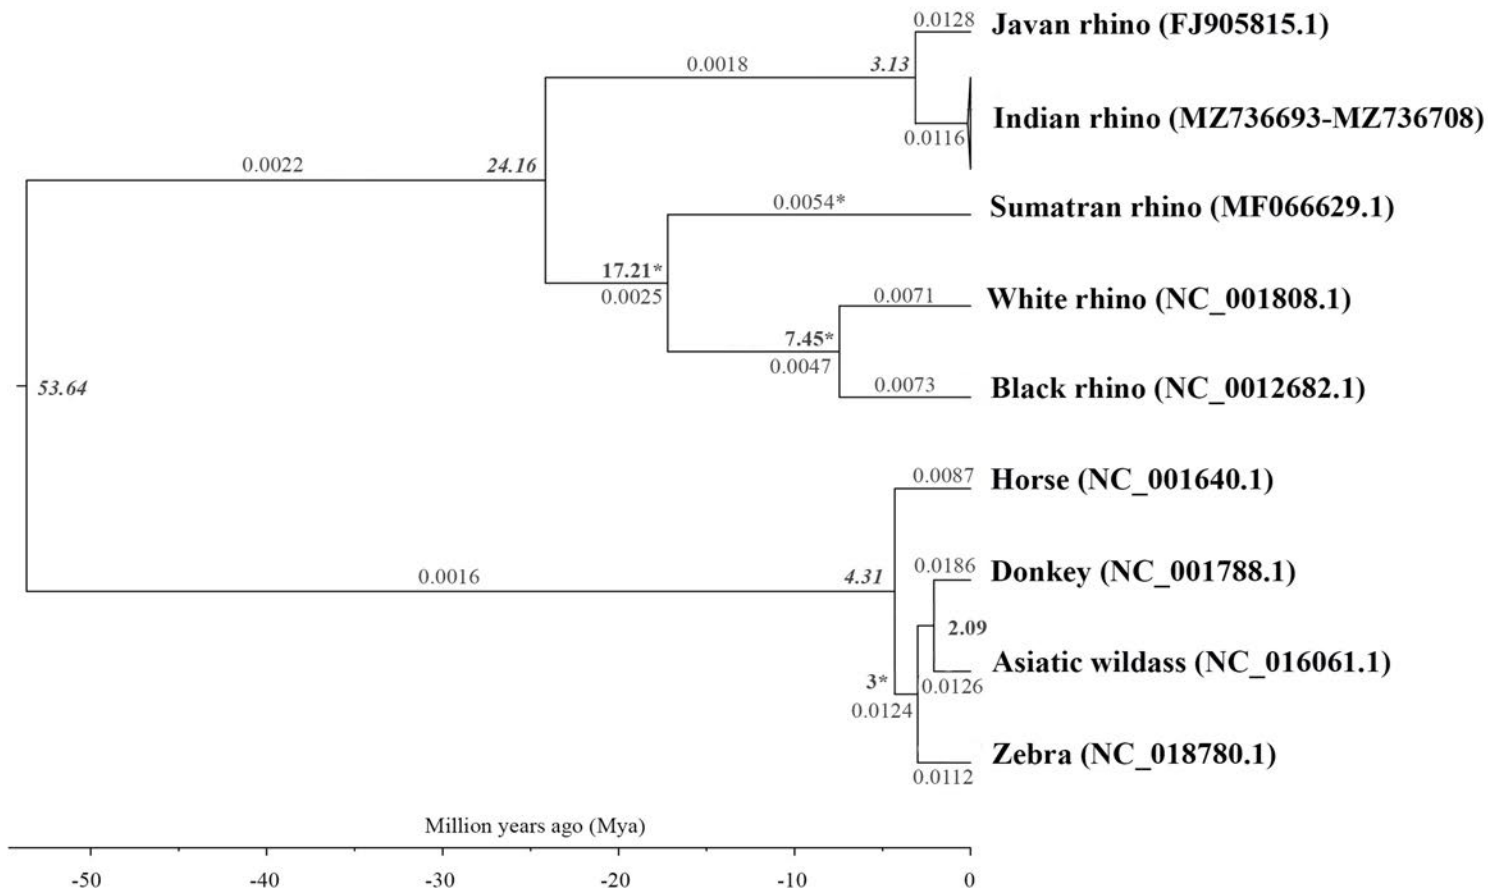 0.0128
Javan rhino (FJ905815.1)
0.0018
3.13
Indian rhino (MZ736693-MZ736708)
0.0116
0.0022
24.16
0.0054*
Sumatran rhino (MF066629.1)
17.21*
0.0025
0.0071
White rhino (NC_001808.1)
7.45*
0.0047
0.0073
Black rhino (NC_0012682.1)
53.64
0.0087
Horse (NC_001640.1)
0.0016
4.31
0.0186
Donkey (NC_001788.1)
2.09
Asiatic wildass (NC_016061.1)
3*
0.0126
0.0124
Zebra (NC_018780.1)
0.0112
Million years ago (Mya)
-50 -40 -30 -20 -10 0